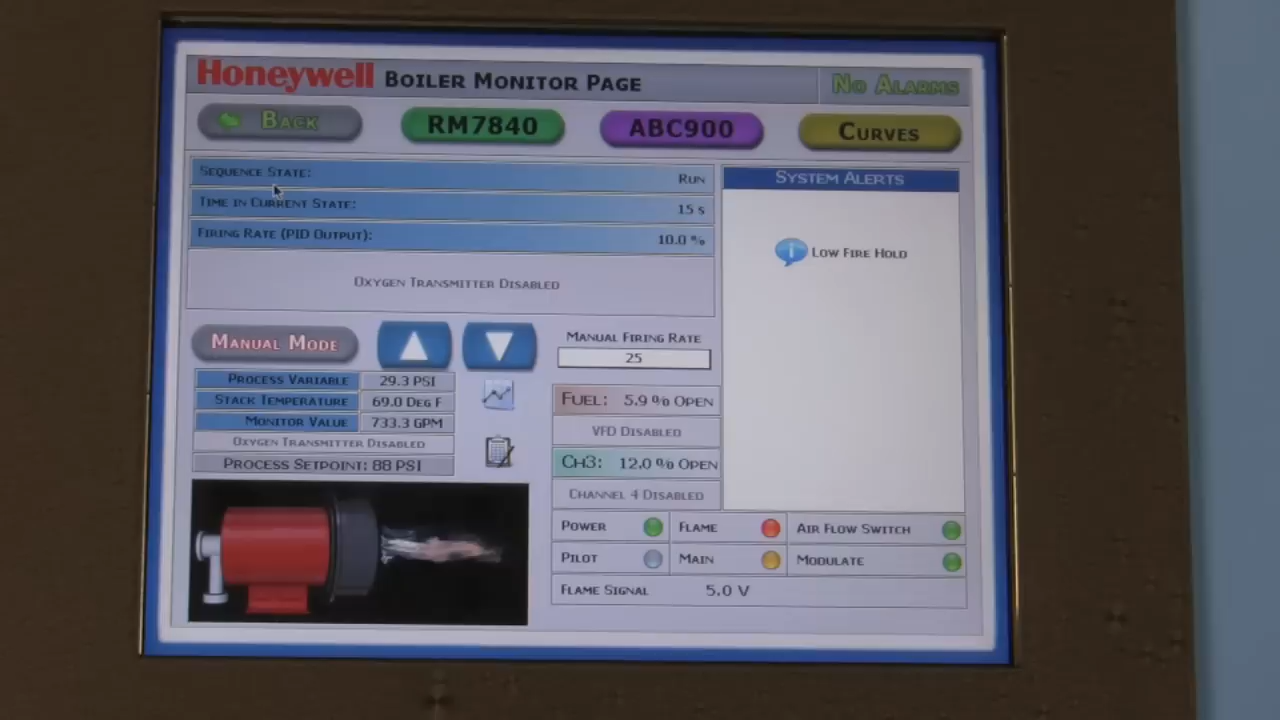 Honeywell BOILER MONITOR PAGE NO ALARMS
BACK RM7840 ABC900 CURVES
SEQUENCE STATE: RUN
TIME IN CURRENT STATE: 15 s
FIRING RATE (PID OUTPUT): 10.0 %
OXYGEN TRANSMITTER DISABLED
SYSTEM ALERTS
LOW FIRE HOLD
MANUAL MODE
MANUAL FIRING RATE
25
PROCESS VARIABLE 29.3 PSI
STACK TEMPERATURE 69.0 DEG F
MONITOR VALUE 733.3 GPM
OXYGEN TRANSMITTER DISABLED
PROCESS SETPOINT: 88 PSI
FUEL: 5.9 % OPEN
VFD DISABLED
CH3: 12.0 % OPEN
CHANNEL 4 DISABLED
POWER FLAME AIR FLOW SWITCH
PILOT MAIN MODULATE
FLAME SIGNAL 5.0 V